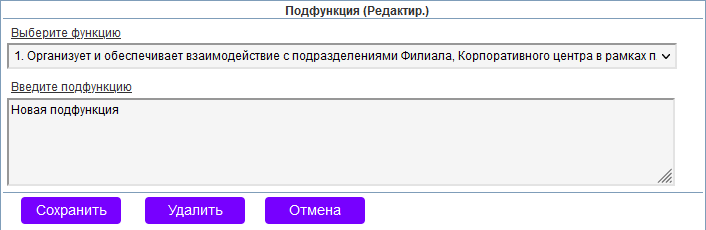 Подфункция (Редактир.)
Выберите функцию
1. Организует и обеспечивает взаимодействие с подразделениями Филиала, Корпоративного центра в рамках п
Введите подфункцию
Новая подфункция
Сохранить Удалить Отмена